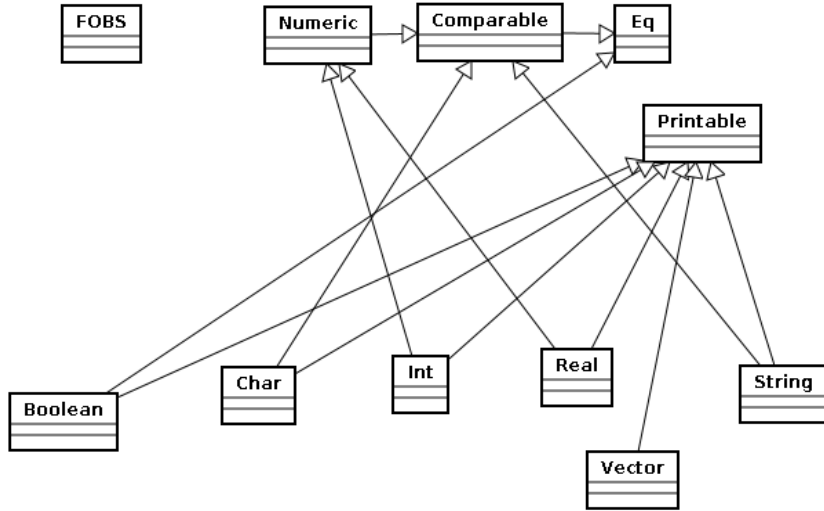 FOBS
Numeric
Comparable
Eq
Printable
Boolean
Char
Int
Real
String
Vector